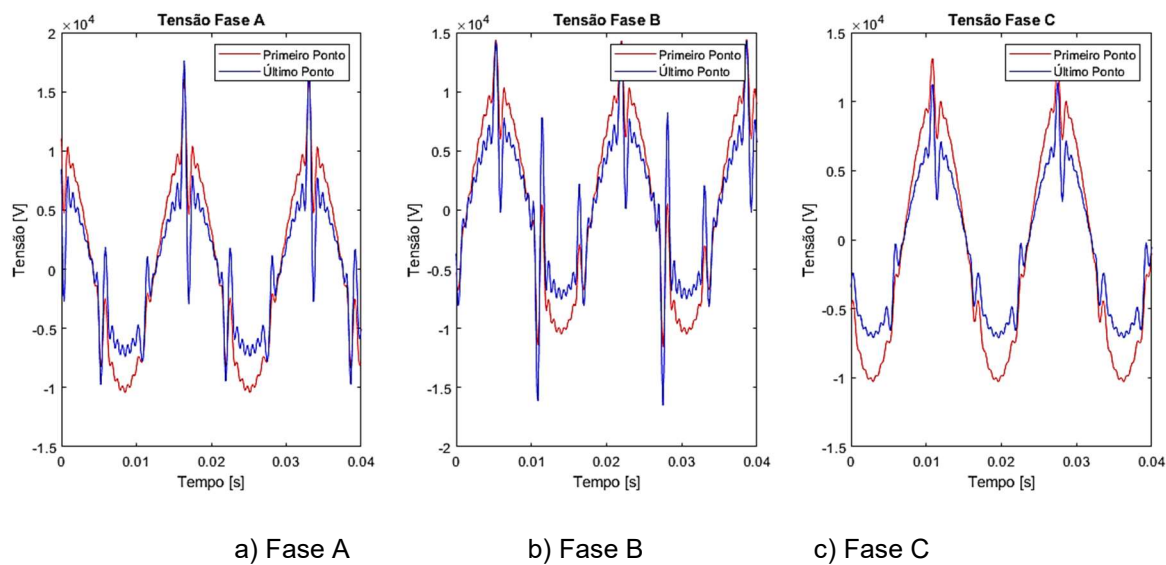 Tensão Fase A
×10⁴
Primeiro Ponto
Último Ponto
2
1.5
1
0.5
0
-0.5
-1
-1.5
Tensão [V]
0
0.01
0.02
0.03
0.04
Tempo [s]
Tensão Fase B
×10⁴
Primeiro Ponto
Último Ponto
1.5
1
0.5
0
-0.5
-1
-1.5
-2
Tensão [V]
0
0.01
0.02
0.03
0.04
Tempo [s]
Tensão Fase C
×10⁴
Primeiro Ponto
Último Ponto
1.5
1
0.5
0
-0.5
-1
-1.5
Tensão [V]
0
0.01
0.02
0.03
0.04
Tempo [s]
a) Fase A
b) Fase B
c) Fase C